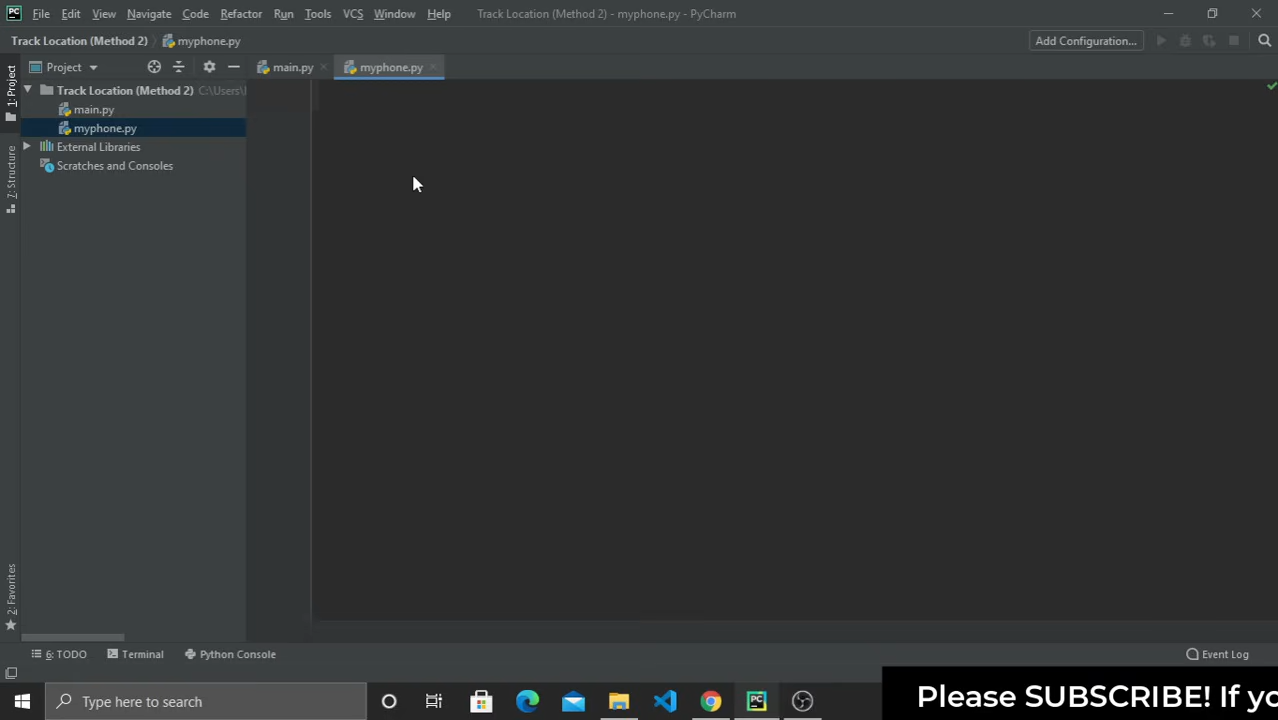 PC File Edit View Navigate Code Refactor Run Tools VCS Window Help Track Location (Method 2) - myphone.py - PyCharm
Track Location (Method 2) myphone.py Add Configuration...
1: Project
Project main.py myphone.py
Track Location (Method 2) C:\Users\
main.py
myphone.py
External Libraries
Scratches and Consoles
7: Structure
2: Favorites
6: TODO Terminal Python Console Event Log
Type here to search PC
Please SUBSCRIBE! If